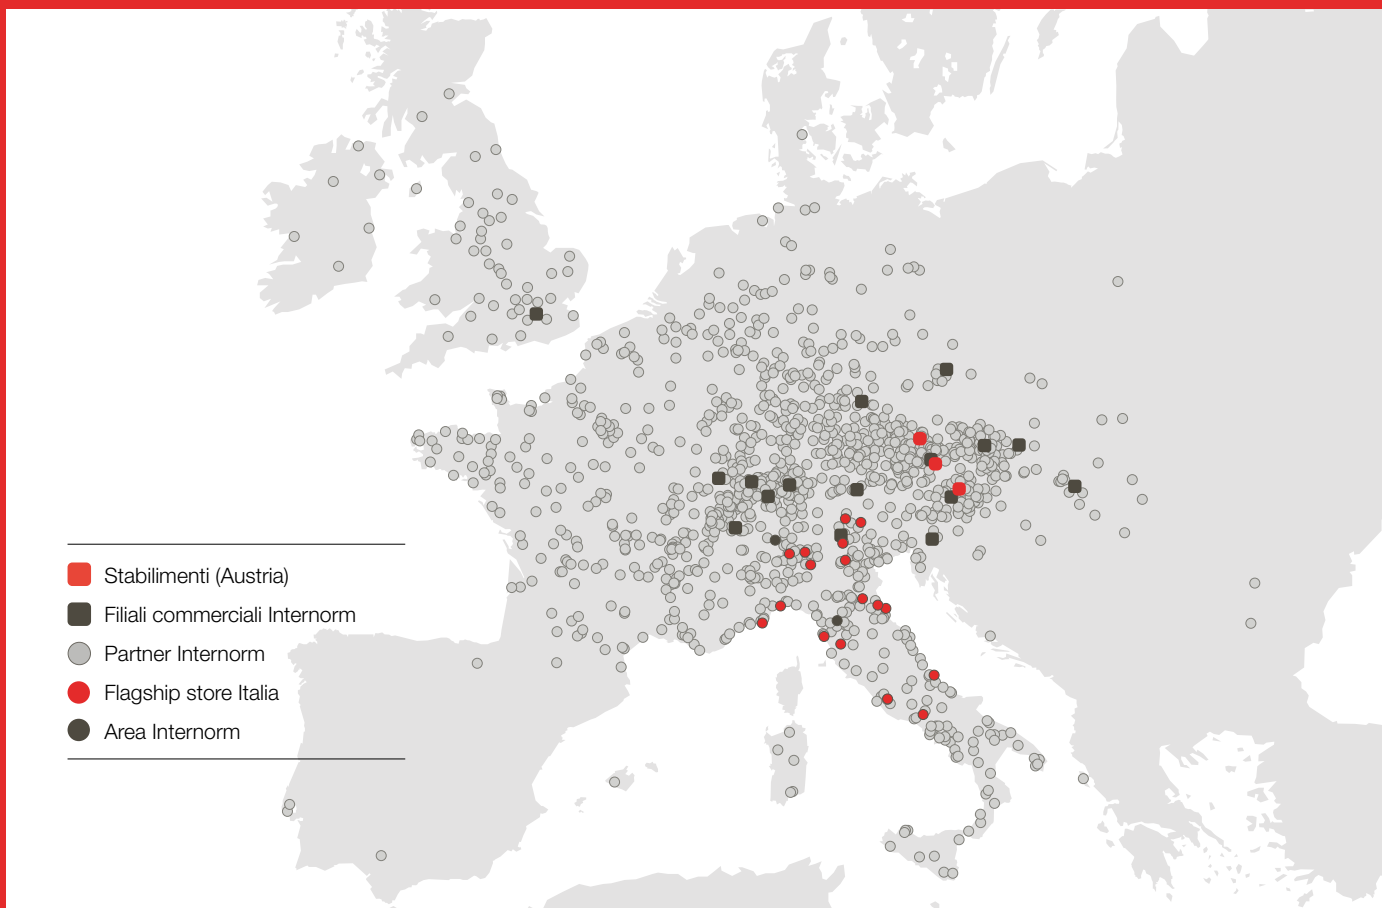 Stabilimenti (Austria)
Filiali commerciali Internorm
Partner Internorm
Flagship store Italia
Area Internorm